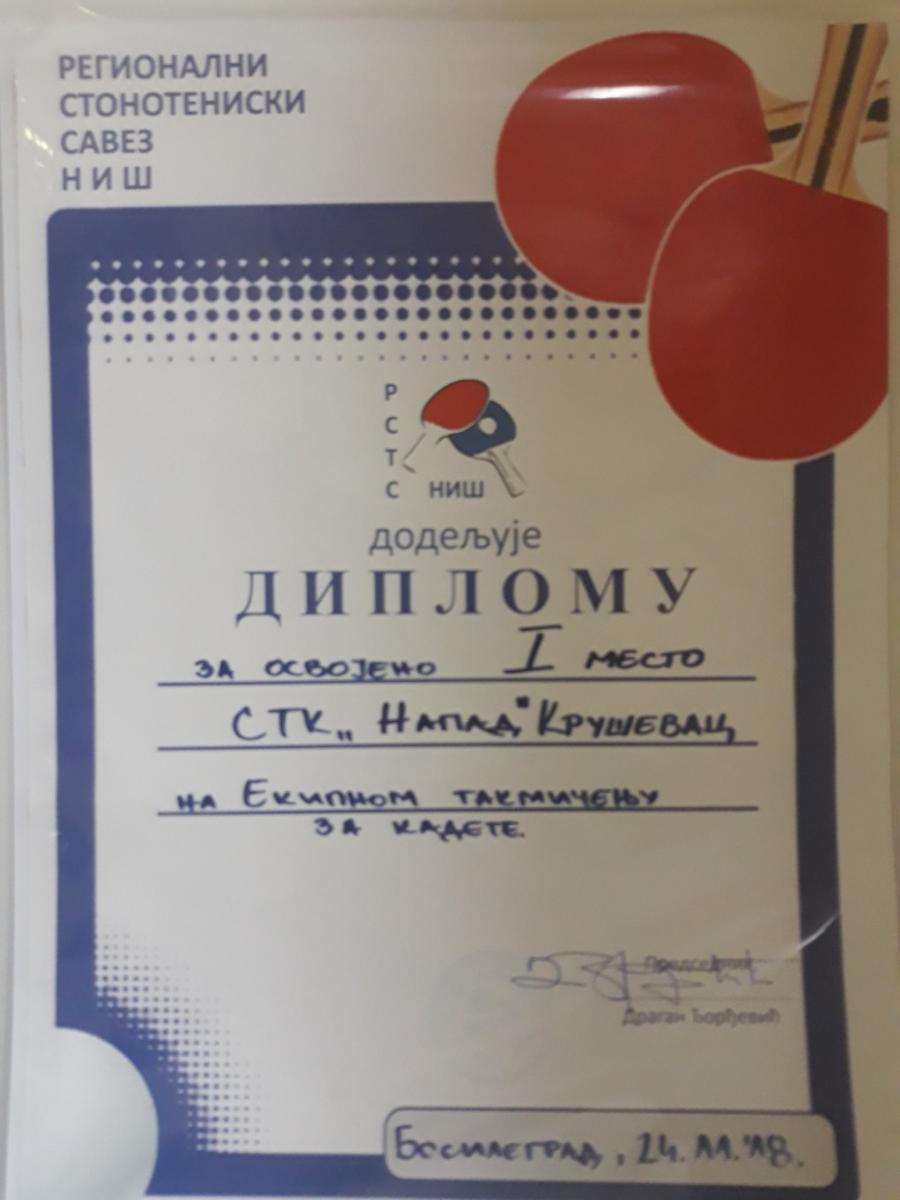 РЕГИОНАЛНИ
СТОНОТЕНИСКИ
САВЕЗ
НИШ
Р
С
Т
С НИШ
додељује
ДИПЛОМУ
ЗА ОСВОЈЕНО I МЕСТО
СТК „НАПАД" КРУШЕВАЦ
НА ЕКИПНОМ ТАКМИЧЕЊУ
ЗА КАДЕТЕ.
Председник
Драган Ђорђевић
БОСИЛЕГРАД, 24.11.'18.